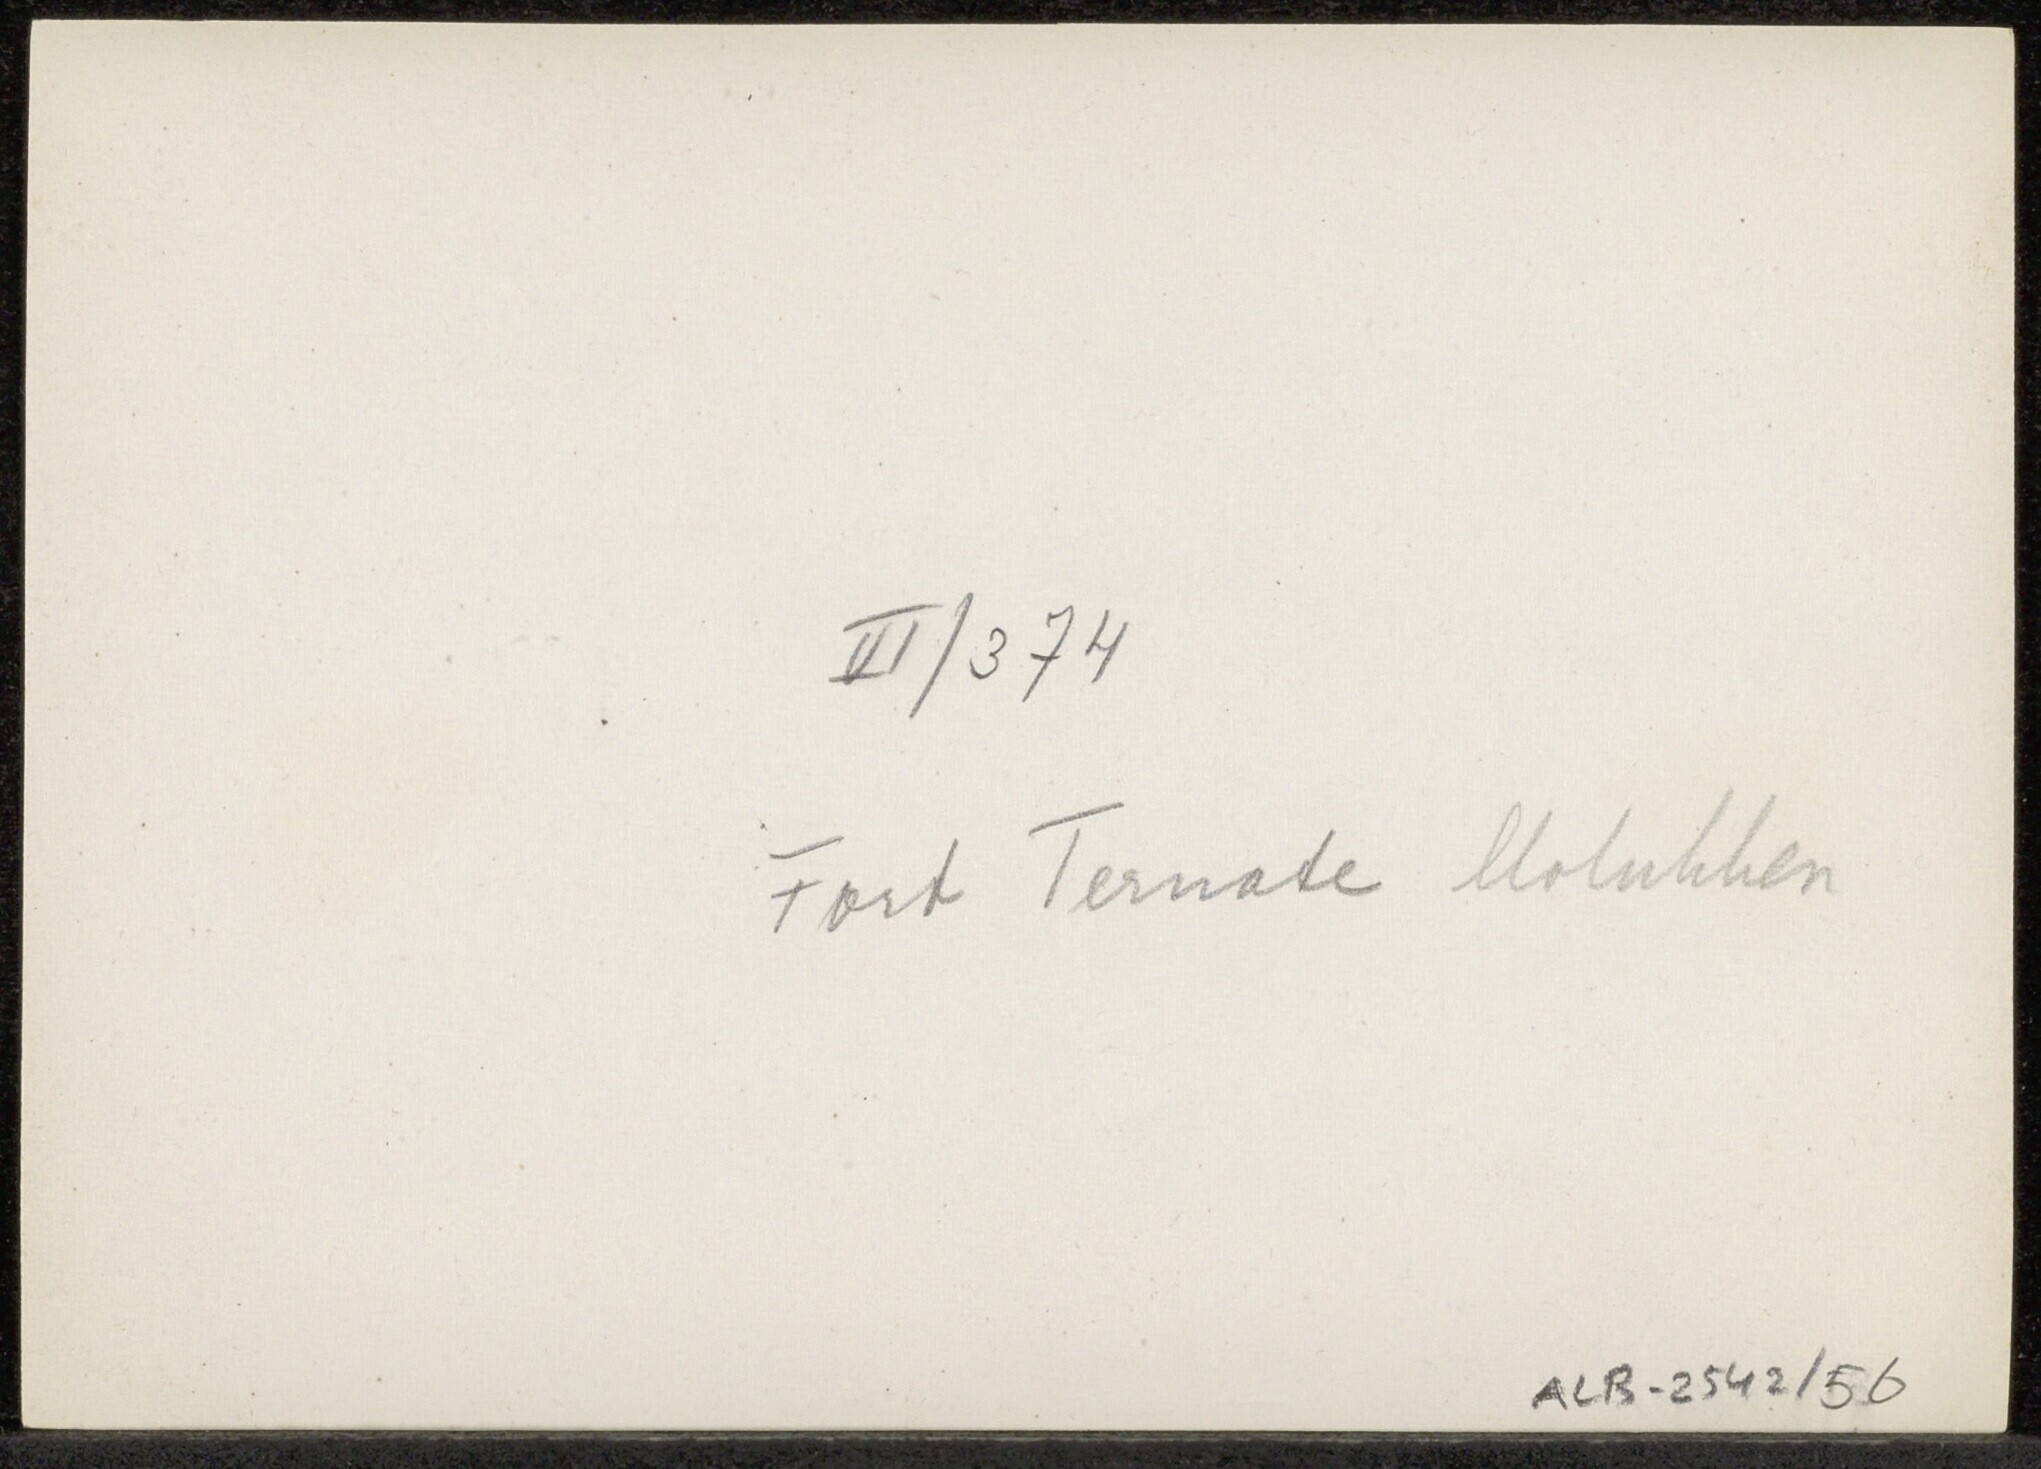 VI/374
Fort Ternate Molukken
ALB-2542/56